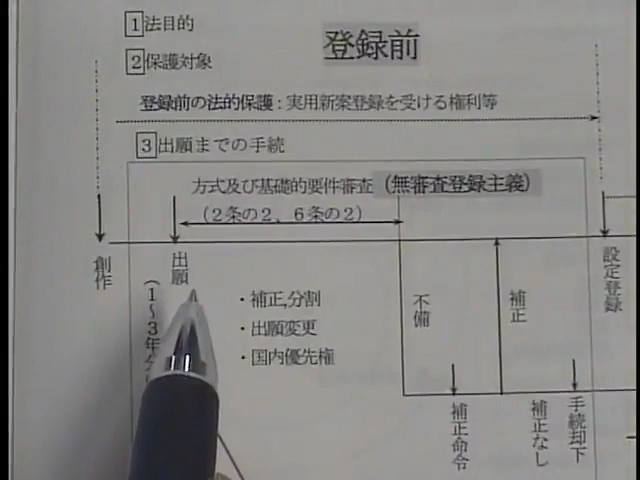 1 法目的
登録前
2 保護対象
登録前の法的保護：実用新案登録を受ける権利等
3 出願までの手続
方式及び基礎的要件審査（無審査登録主義）
（2条の2、6条の2）
創作
出願
（1～3年
・補正,分割
・出願変更
・国内優先権
不備
補正
設定登録
補正命令
補正なし
手続却下